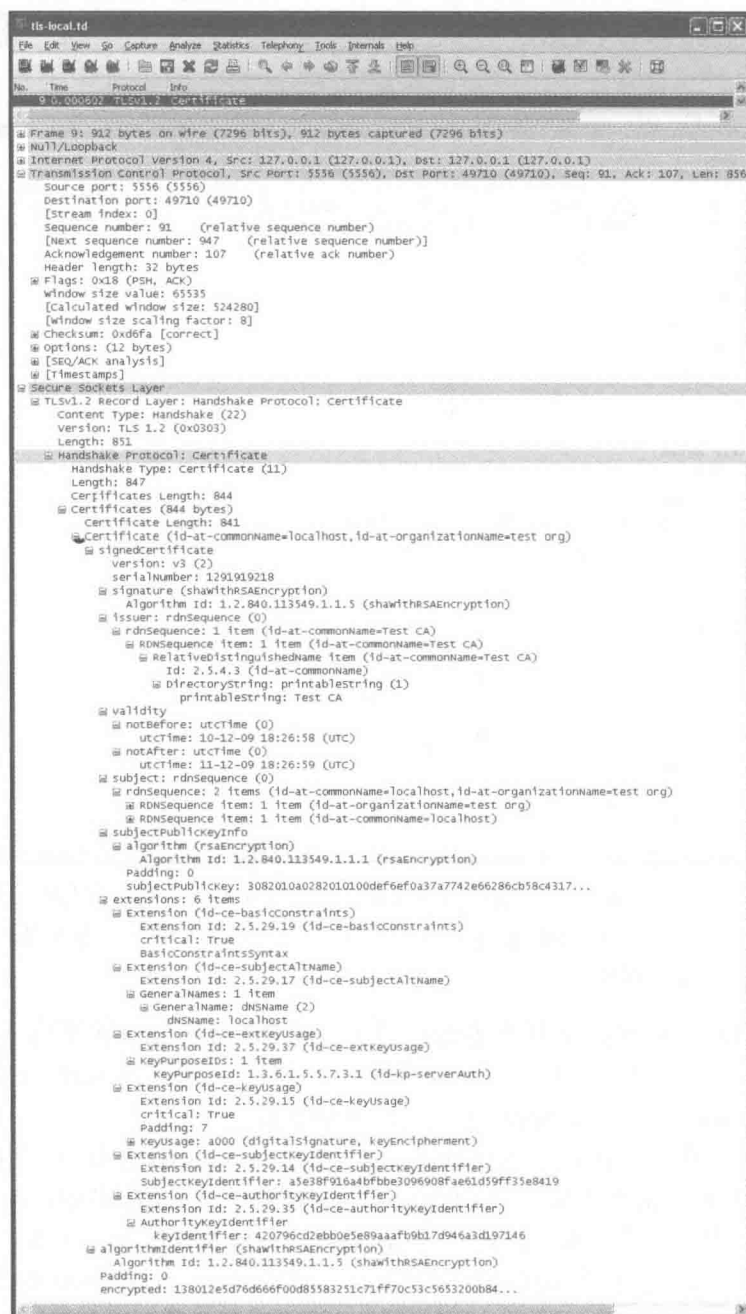 tls-local.td
File Edit View Go Capture Analyze Statistics Telephony Tools Internals Help
No. Time Protocol Info
9 0.000602 TLSv1.2 Certificate
Frame 9: 912 bytes on wire (7296 bits), 912 bytes captured (7296 bits)
Null/Loopback
Internet Protocol Version 4, Src: 127.0.0.1 (127.0.0.1), Dst: 127.0.0.1 (127.0.0.1)
Transmission Control Protocol, Src Port: 5556 (5556), Dst Port: 49710 (49710), Seq: 91, Ack: 107, Len: 856
Source port: 5556 (5556)
Destination port: 49710 (49710)
[Stream index: 0]
Sequence number: 91 (relative sequence number)
[Next sequence number: 947 (relative sequence number)]
Acknowledgement number: 107 (relative ack number)
Header length: 32 bytes
Flags: 0x18 (PSH, ACK)
Window size value: 65535
[Calculated window size: 524280]
[Window size scaling factor: 8]
Checksum: 0xd6fa [correct]
Options: (12 bytes)
[SEQ/ACK analysis]
[Timestamps]
Secure Sockets Layer
TLSv1.2 Record Layer: Handshake Protocol: Certificate
Content Type: Handshake (22)
Version: TLS 1.2 (0x0303)
Length: 851
Handshake Protocol: Certificate
Handshake Type: Certificate (11)
Length: 847
Certificates Length: 844
Certificates (844 bytes)
Certificate Length: 841
Certificate (id-at-commonName=localhost,id-at-organizationName=test org)
signedCertificate
version: v3 (2)
serialNumber: 1291919218
signature (shaWithRSAEncryption)
Algorithm Id: 1.2.840.113549.1.1.5 (shaWithRSAEncryption)
issuer: rdnSequence (0)
rdnSequence: 1 item (id-at-commonName=Test CA)
RDNSequence item: 1 item (id-at-commonName=Test CA)
RelativeDistinguishedName item (id-at-commonName=Test CA)
Id: 2.5.4.3 (id-at-commonName)
DirectoryString: printableString (1)
printableString: Test CA
validity
notBefore: utcTime (0)
utcTime: 10-12-09 18:26:58 (UTC)
notAfter: utcTime (0)
utcTime: 11-12-09 18:26:59 (UTC)
subject: rdnSequence (0)
rdnSequence: 2 items (id-at-commonName=localhost,id-at-organizationName=test org)
RDNSequence item: 1 item (id-at-organizationName=test org)
RDNSequence item: 1 item (id-at-commonName=localhost)
subjectPublicKeyInfo
algorithm (rsaEncryption)
Algorithm Id: 1.2.840.113549.1.1.1 (rsaEncryption)
Padding: 0
subjectPublicKey: 3082010a0282010100def6ef0a37a7742e66286cb58c4317...
extensions: 6 items
Extension (id-ce-basicConstraints)
Extension Id: 2.5.29.19 (id-ce-basicConstraints)
critical: True
BasicConstraintsSyntax
Extension (id-ce-subjectAltName)
Extension Id: 2.5.29.17 (id-ce-subjectAltName)
GeneralNames: 1 item
GeneralName: dNSName (2)
dNSName: localhost
Extension (id-ce-extKeyUsage)
Extension Id: 2.5.29.37 (id-ce-extKeyUsage)
KeyPurposeIDs: 1 item
KeyPurposeId: 1.3.6.1.5.5.7.3.1 (id-kp-serverAuth)
Extension (id-ce-keyUsage)
Extension Id: 2.5.29.15 (id-ce-keyUsage)
critical: True
Padding: 7
KeyUsage: a000 (digitalSignature, keyEncipherment)
Extension (id-ce-subjectKeyIdentifier)
Extension Id: 2.5.29.14 (id-ce-subjectKeyIdentifier)
SubjectKeyIdentifier: a5e38f916a4bfbbe3096908fae61d59ff35e8419
Extension (id-ce-authorityKeyIdentifier)
Extension Id: 2.5.29.35 (id-ce-authorityKeyIdentifier)
AuthorityKeyIdentifier
keyIdentifier: 420796cd2ebb0e5e89aaafb9b17d946a3d197146
algorithmIdentifier (shaWithRSAEncryption)
Algorithm Id: 1.2.840.113549.1.1.5 (shaWithRSAEncryption)
Padding: 0
encrypted: 138012e5d76d666f00d85583251c71ff70c53c5653200b84...